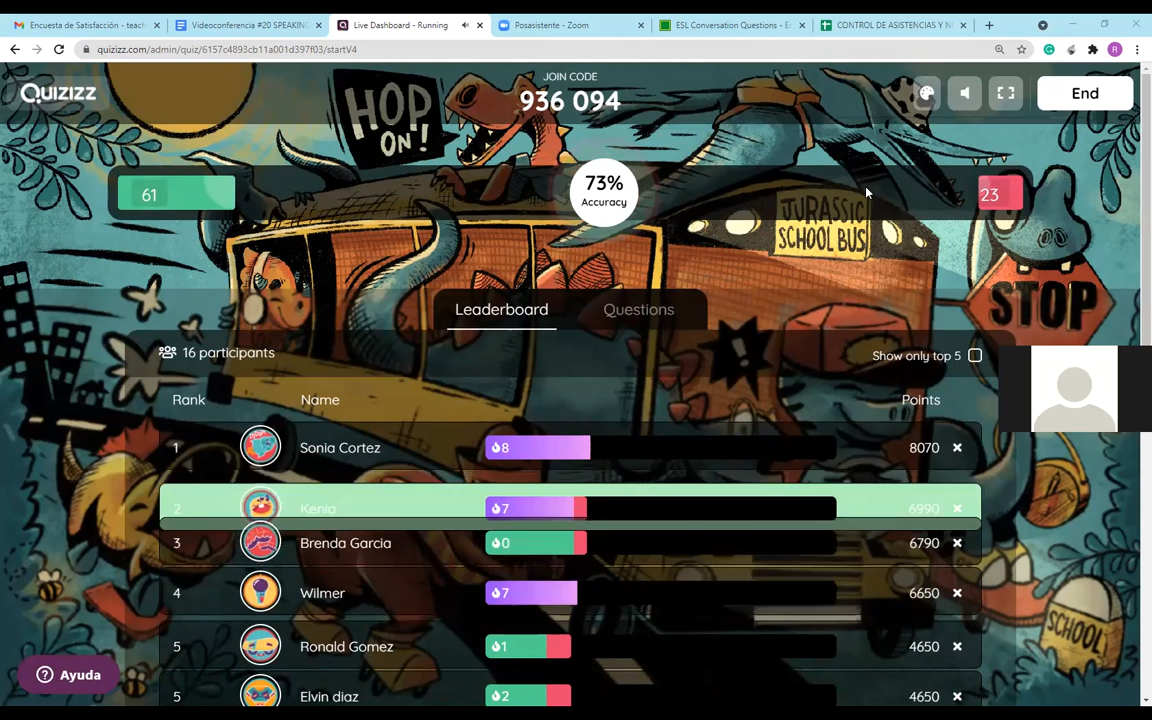 Encuesta de Satisfacción - teach
Videoconferencia #20 SPEAKING
Live Dashboard - Running
Posasistente - Zoom
ESL Conversation Questions - E
CONTROL DE ASISTENCIAS Y N
R
quizizz.com/admin/quiz/6157c4893cb11a001d397f03/startV4
Quizizz
HOP ON!
JOIN CODE
936 094
End
61
73%
Accuracy
23
JURASSIC
SCHOOL BUS
STOP
Leaderboard
Questions
16 participants
Show only top 5
Rank Name Points
1 Sonia Cortez 8 8070
2 Kenia 7 6990
3 Brenda Garcia 0 6790
4 Wilmer 7 6650
5 Ronald Gomez 1 4650
5 Elvin diaz 2 4650
SCHOOL
Ayuda